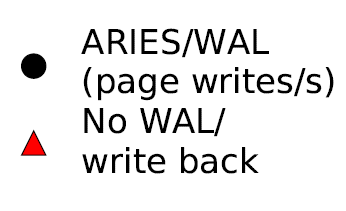 ARIES/WAL
(page writes/s)
No WAL/
write back